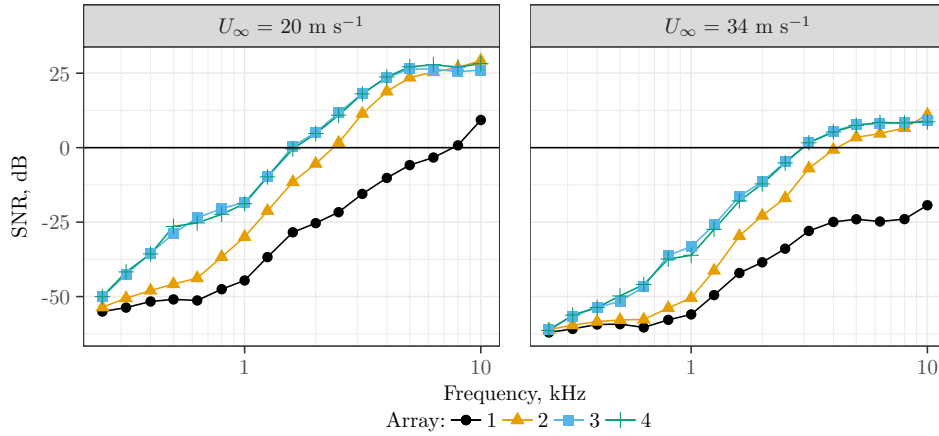 U∞ = 20 m s⁻¹ U∞ = 34 m s⁻¹
25
0
-25
-50
SNR, dB
1 10 1 10
Frequency, kHz
Array: 1 2 3 4